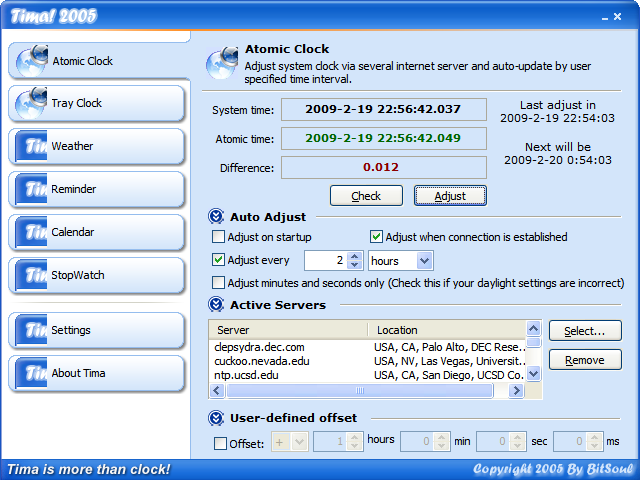 Tima! 2005
Atomic Clock
Tray Clock
Weather
Reminder
Calendar
StopWatch
Settings
About Tima
Atomic Clock
Adjust system clock via several internet server and auto-update by user
specified time interval.
System time: 2009-2-19 22:56:42.037
Atomic time: 2009-2-19 22:56:42.049
Difference: 0.012
Last adjust in
2009-2-19 22:54:03
Next will be
2009-2-20 0:54:03
Check Adjust
Auto Adjust
Adjust on startup Adjust when connection is established
Adjust every 2 hours
Adjust minutes and seconds only (Check this if your daylight settings are incorrect)
Active Servers
Server Location
clepsydra.dec.com USA, CA, Palo Alto, DEC Rese...
cuckoo.nevada.edu USA, NV, Las Vegas, Universit...
ntp.ucsd.edu USA, CA, San Diego, UCSD Co...
Select...
Remove
User-defined offset
Offset: + 1 hours 0 min 0 sec 0 ms
Tima is more than clock! Copyright 2005 By BitSoul